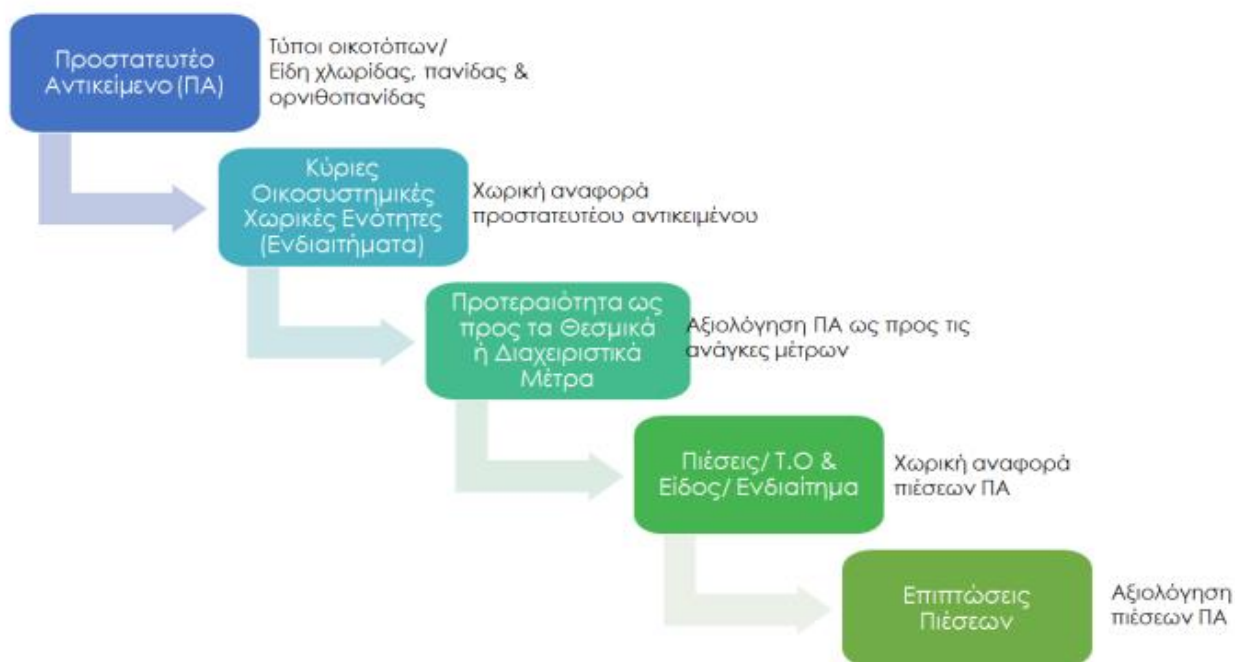 Προστατευτέο
Αντικείμενο (ΠΑ)
Τύποι οικοτόπων/
Είδη χλωρίδας, πανίδας &
ορνιθοπανίδας
Κύριες
Οικοσυστημικές
Χωρικές Ενότητες
(Ενδιαιτήματα)
Χωρική αναφορά
προστατευτέου αντικειμένου
Προτεραιότητα ως
προς τα Θεσμικά
ή Διαχειριστικά
Μέτρα
Αξιολόγηση ΠΑ ως προς τις
ανάγκες μέτρων
Πιέσεις/ Τ.Ο &
Είδος/ Ενδιαίτημα
Χωρική αναφορά
πιέσεων ΠΑ
Επιπτώσεις
Πιέσεων
Αξιολόγηση
πιέσεων ΠΑ